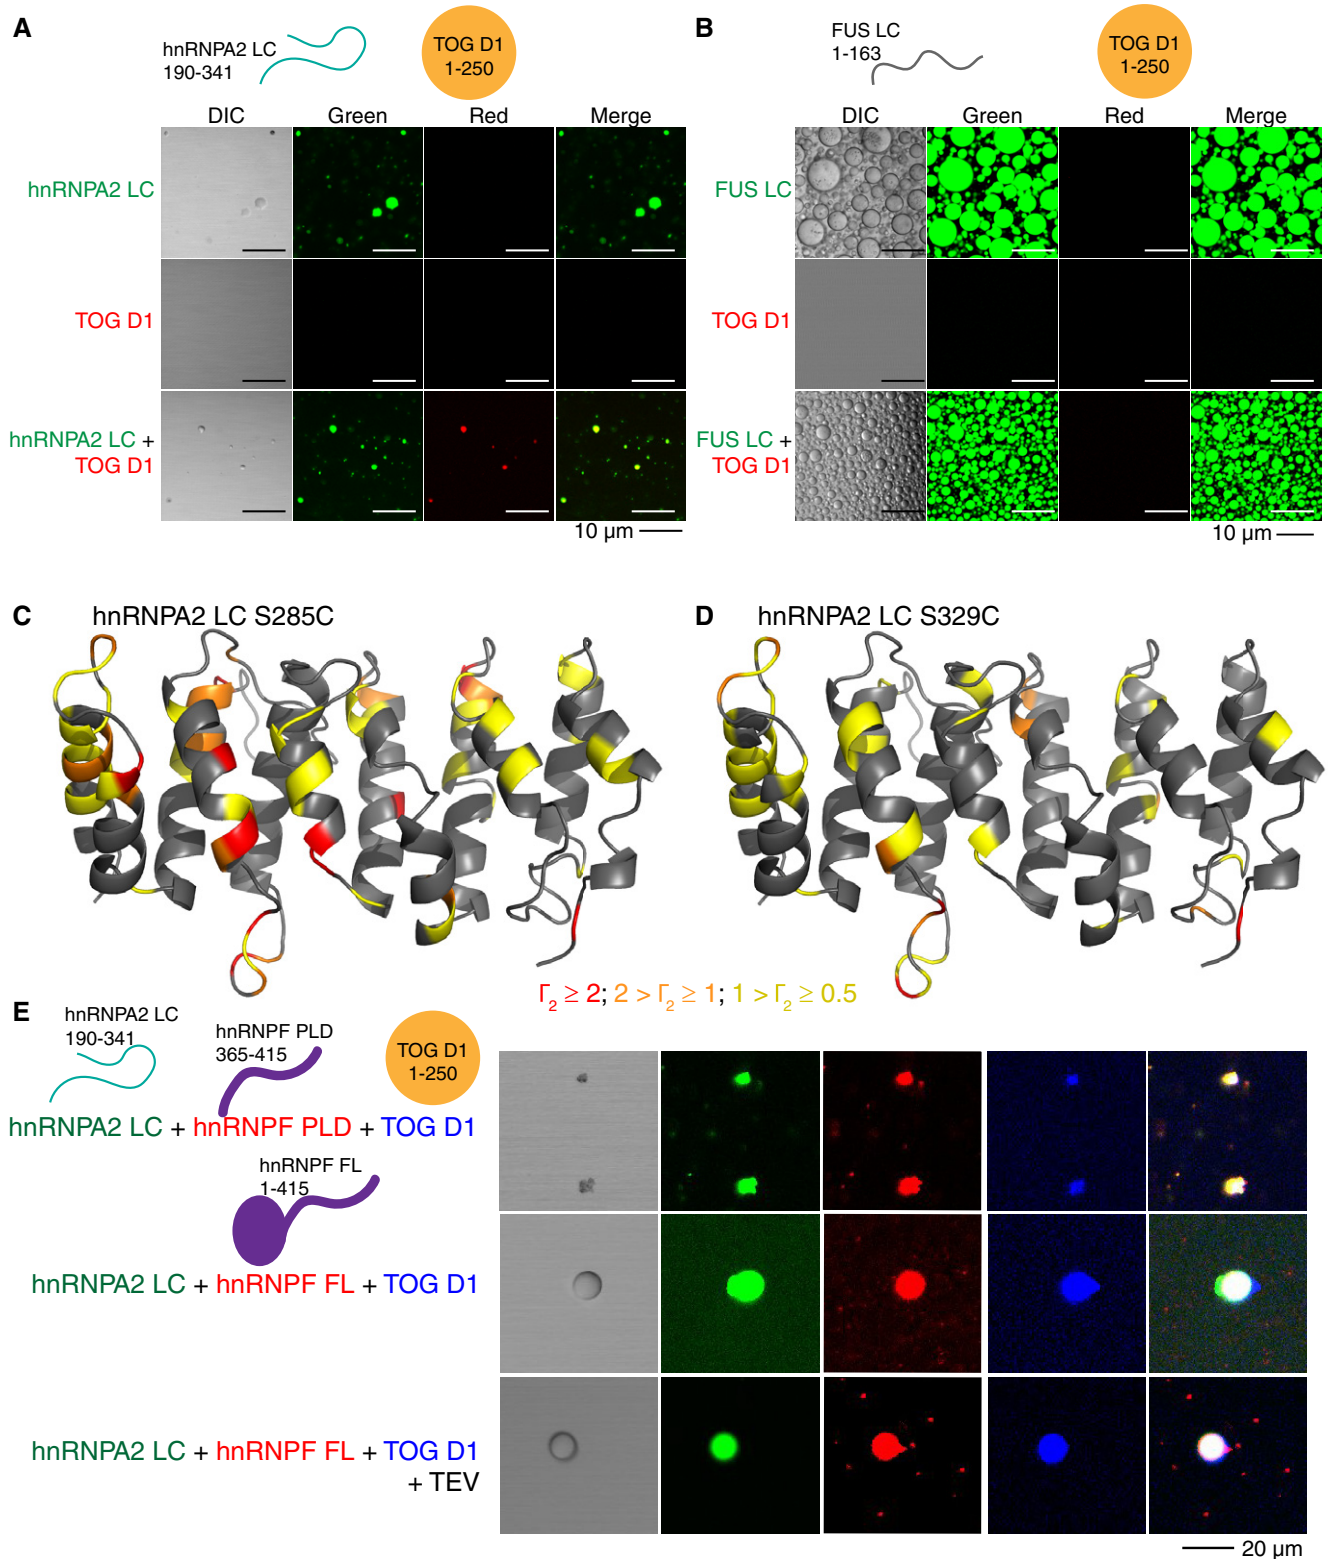 A
hnRNPA2 LC
190-341
TOG D1
1-250
DIC Green Red Merge
hnRNPA2 LC
TOG D1
hnRNPA2 LC +
TOG D1
10 µm
B
FUS LC
1-163
TOG D1
1-250
DIC Green Red Merge
FUS LC
TOG D1
FUS LC +
TOG D1
10 µm
C
hnRNPA2 LC S285C
D
hnRNPA2 LC S329C
Γ₂ ≥ 2; 2 > Γ₂ ≥ 1; 1 > Γ₂ ≥ 0.5
E
hnRNPA2 LC
190-341
hnRNPF PLD
365-415
TOG D1
1-250
hnRNPA2 LC + hnRNPF PLD + TOG D1
hnRNPF FL
1-415
hnRNPA2 LC + hnRNPF FL + TOG D1
hnRNPA2 LC + hnRNPF FL + TOG D1
+ TEV
20 µm